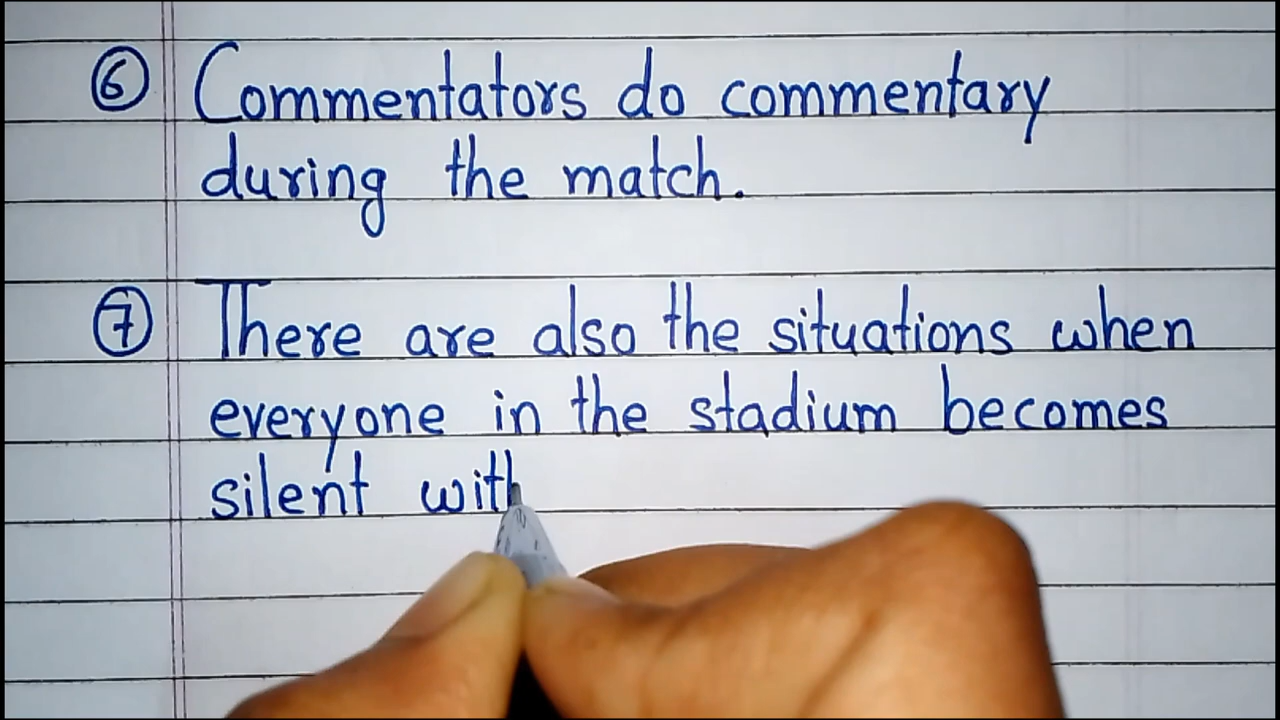 ⑥ Commentators do commentary
during the match.
⑦ There are also the situations when
everyone in the stadium becomes
silent with